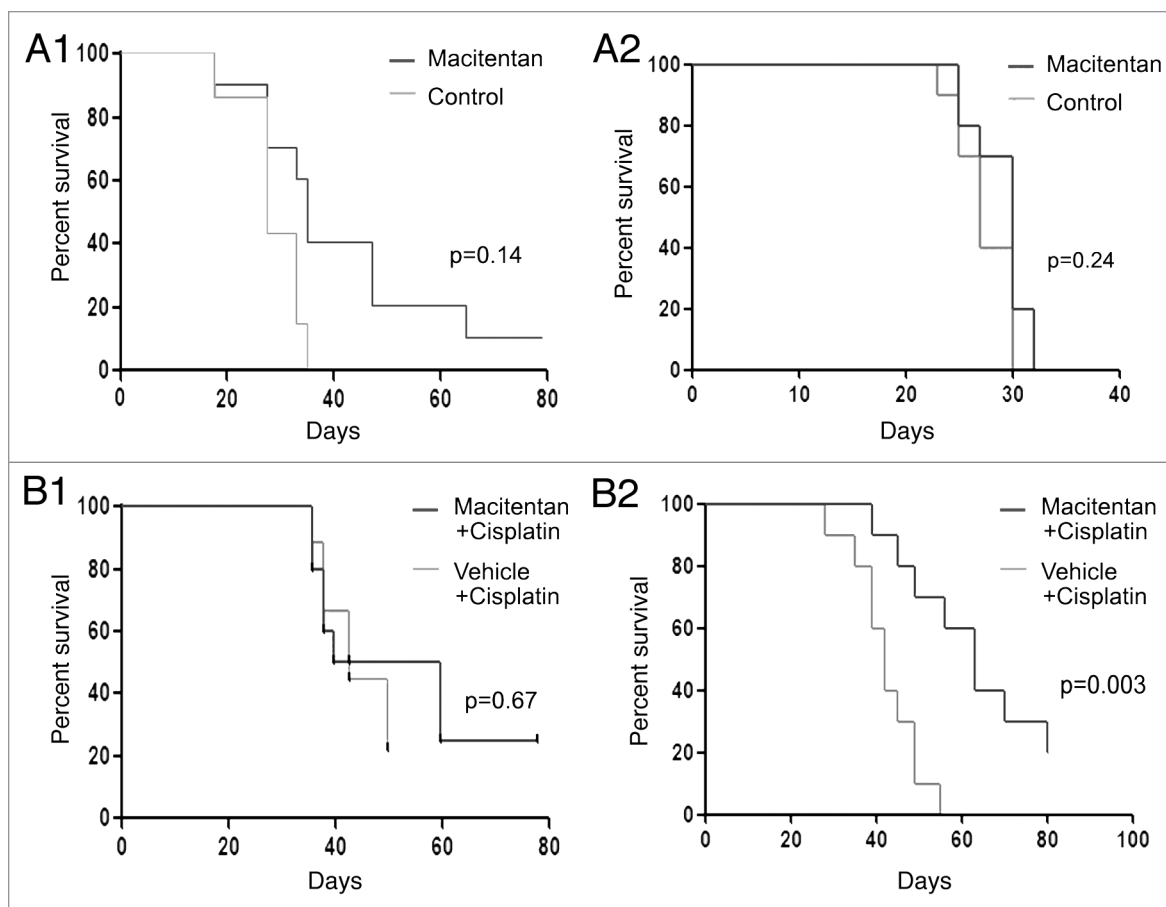 A1
Macitentan
Control
Percent survival
100
80
60
40
20
0
p=0.14
0 20 40 60 80
Days
A2
Macitentan
Control
Percent survival
100
80
60
40
20
0
p=0.24
0 10 20 30 40
Days
B1
Macitentan
+Cisplatin
Vehicle
+Cisplatin
Percent survival
100
80
60
40
20
0
p=0.67
0 20 40 60 80
Days
B2
Macitentan
+Cisplatin
Vehicle
+Cisplatin
Percent survival
100
80
60
40
20
0
p=0.003
0 20 40 60 80 100
Days